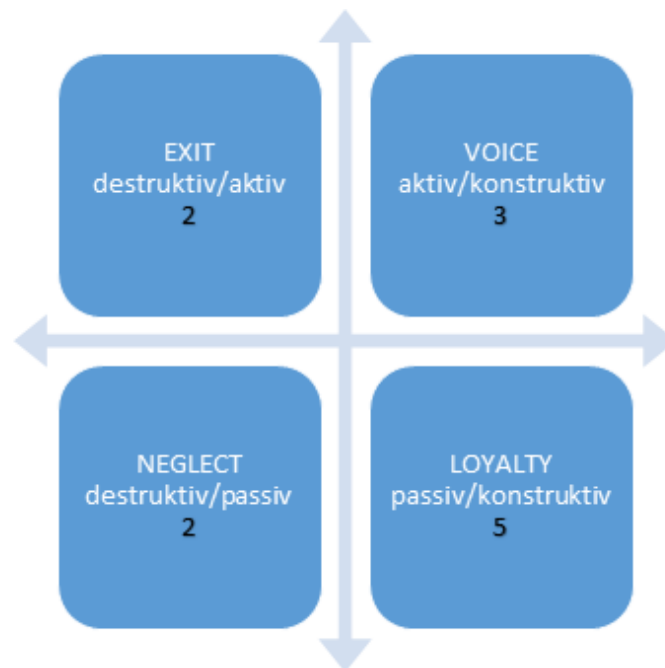 EXIT
destruktiv/aktiv
2
VOICE
aktiv/konstruktiv
3
NEGLECT
destruktiv/passiv
2
LOYALTY
passiv/konstruktiv
5